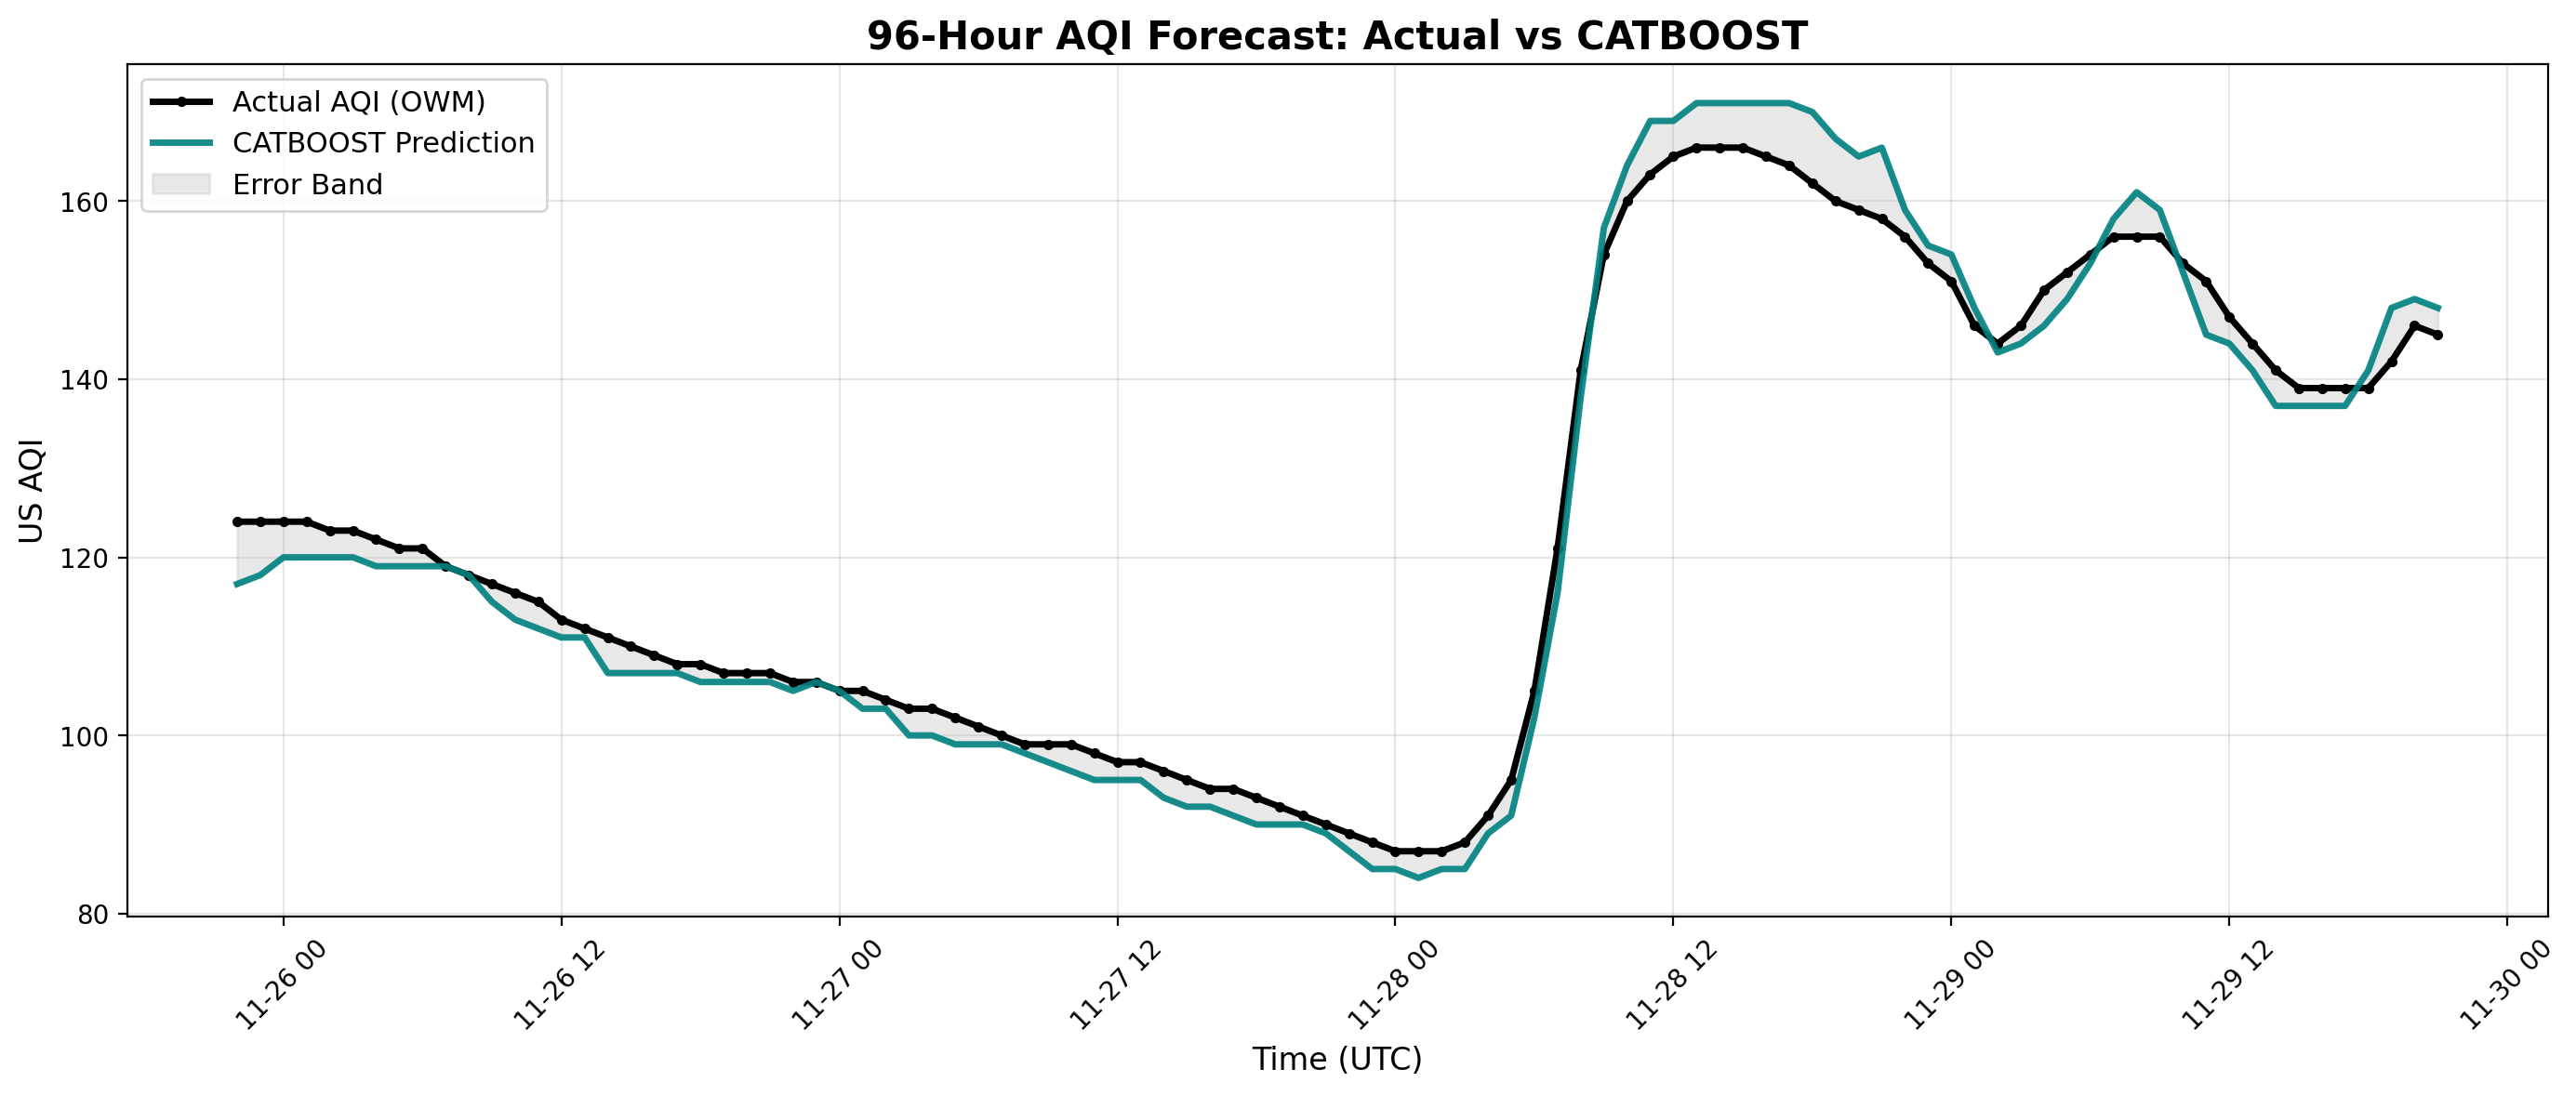 96-Hour AQI Forecast: Actual vs CATBOOST
Actual AQI (OWM)
CATBOOST Prediction
Error Band
US AQI
160
140
120
100
80
11-26 00
11-26 12
11-27 00
11-27 12
11-28 00
11-28 12
11-29 00
11-29 12
11-30 00
Time (UTC)